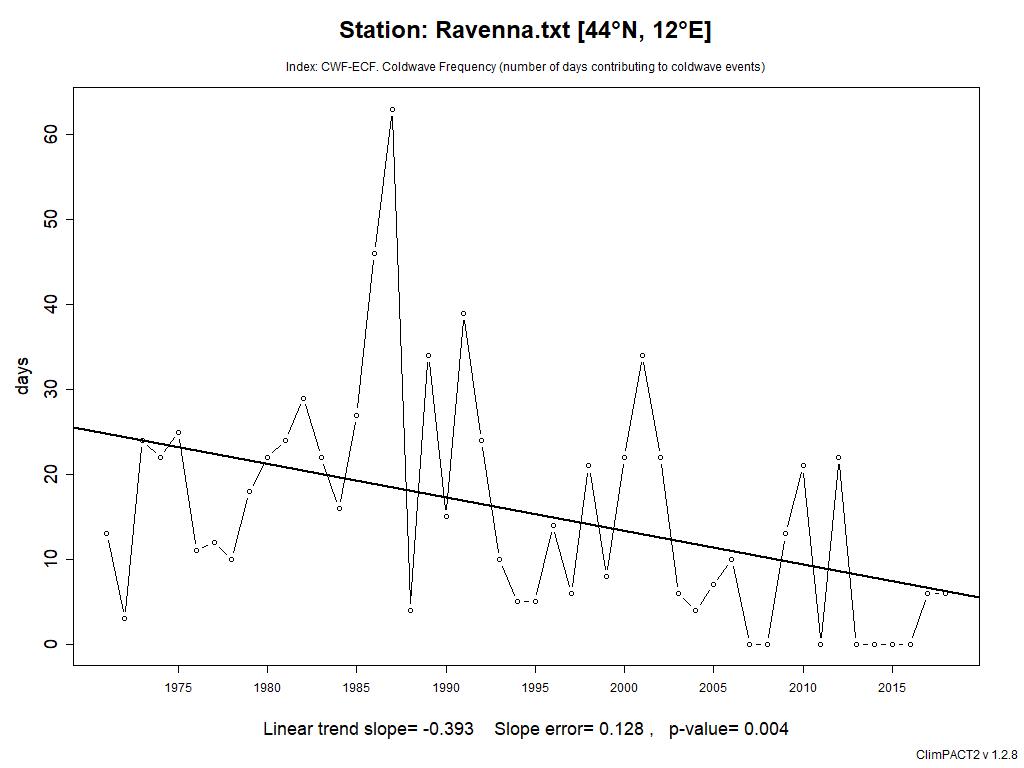 Station: Ravenna.txt [44°N, 12°E]
Index: CWF-ECF. Coldwave Frequency (number of days contributing to coldwave events)
days
60
50
40
30
20
10
0
1975 1980 1985 1990 1995 2000 2005 2010 2015
Linear trend slope= -0.393 Slope error= 0.128 , p-value= 0.004
ClimPACT2 v 1.2.8